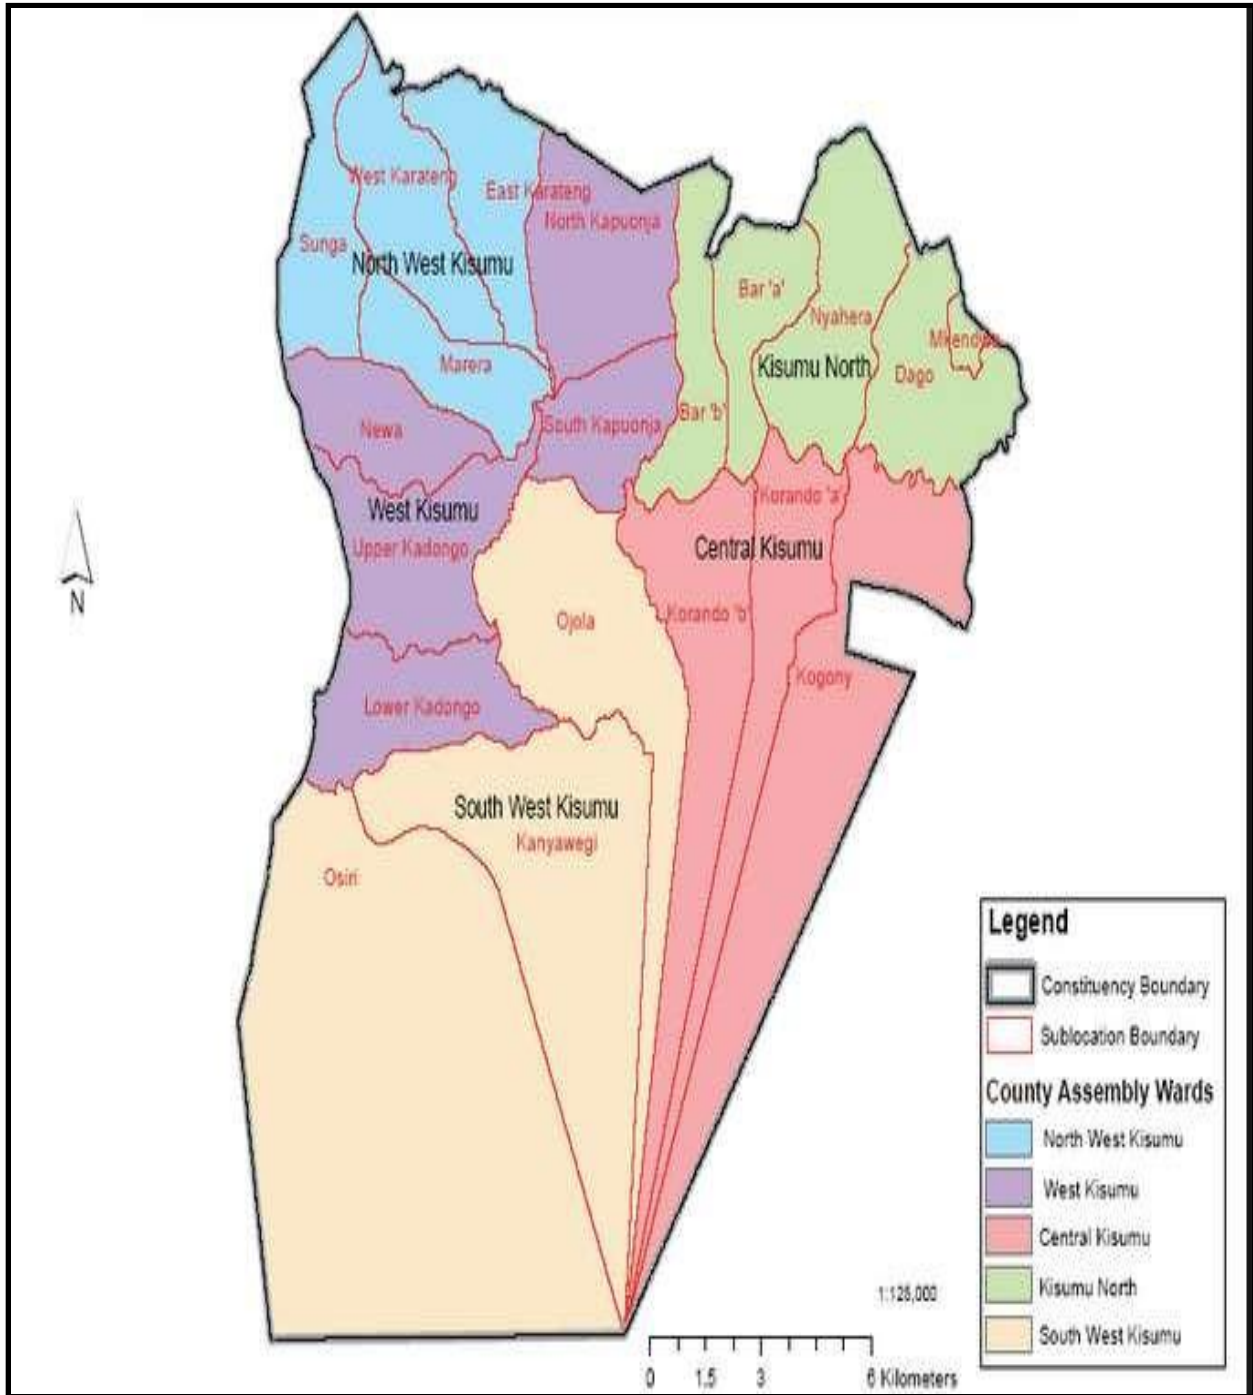 West Karateng
East Karateng
North Kapuonja
Sunga
North West Kisumu
Bar 'a'
Nyahera
Marera
Kisumu North
Dago
Bar 'b'
South Kapuonja
Newa
Korando 'a'
West Kisumu
Central Kisumu
Upper Kadongo
Korando 'b'
Ojola
Kogony
Lower Kadongo
South West Kisumu
Kanyawegi
Osiri
N
Legend
Constituency Boundary
Sublocation Boundary
County Assembly Wards
North West Kisumu
West Kisumu
Central Kisumu
Kisumu North
South West Kisumu
0 1.5 3 6 Kilometers